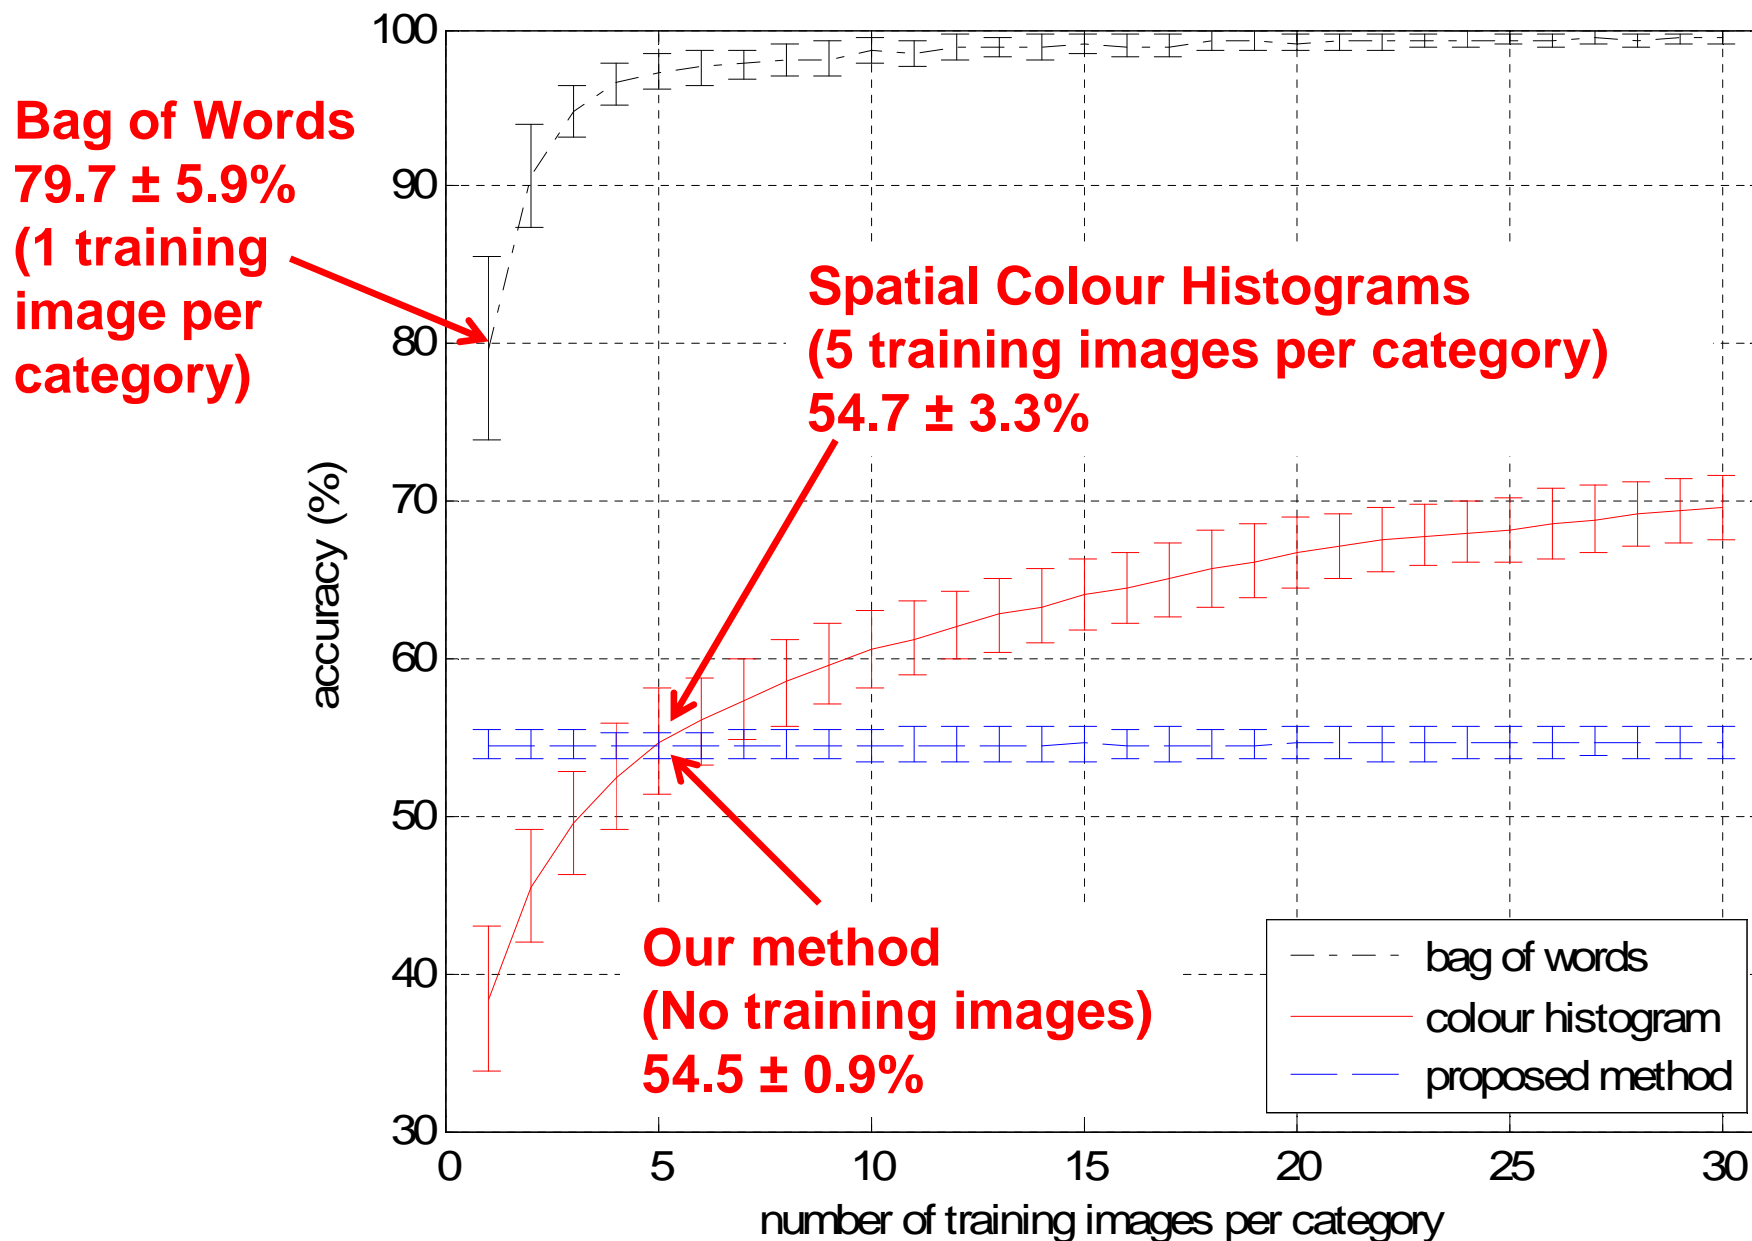 Bag of Words
79.7 ± 5.9%
(1 training
image per
category)
Spatial Colour Histograms
(5 training images per category)
54.7 ± 3.3%
Our method
(No training images)
54.5 ± 0.9%
accuracy (%)
100
90
80
70
60
50
40
30
0 5 10 15 20 25 30
number of training images per category
bag of words
colour histogram
proposed method